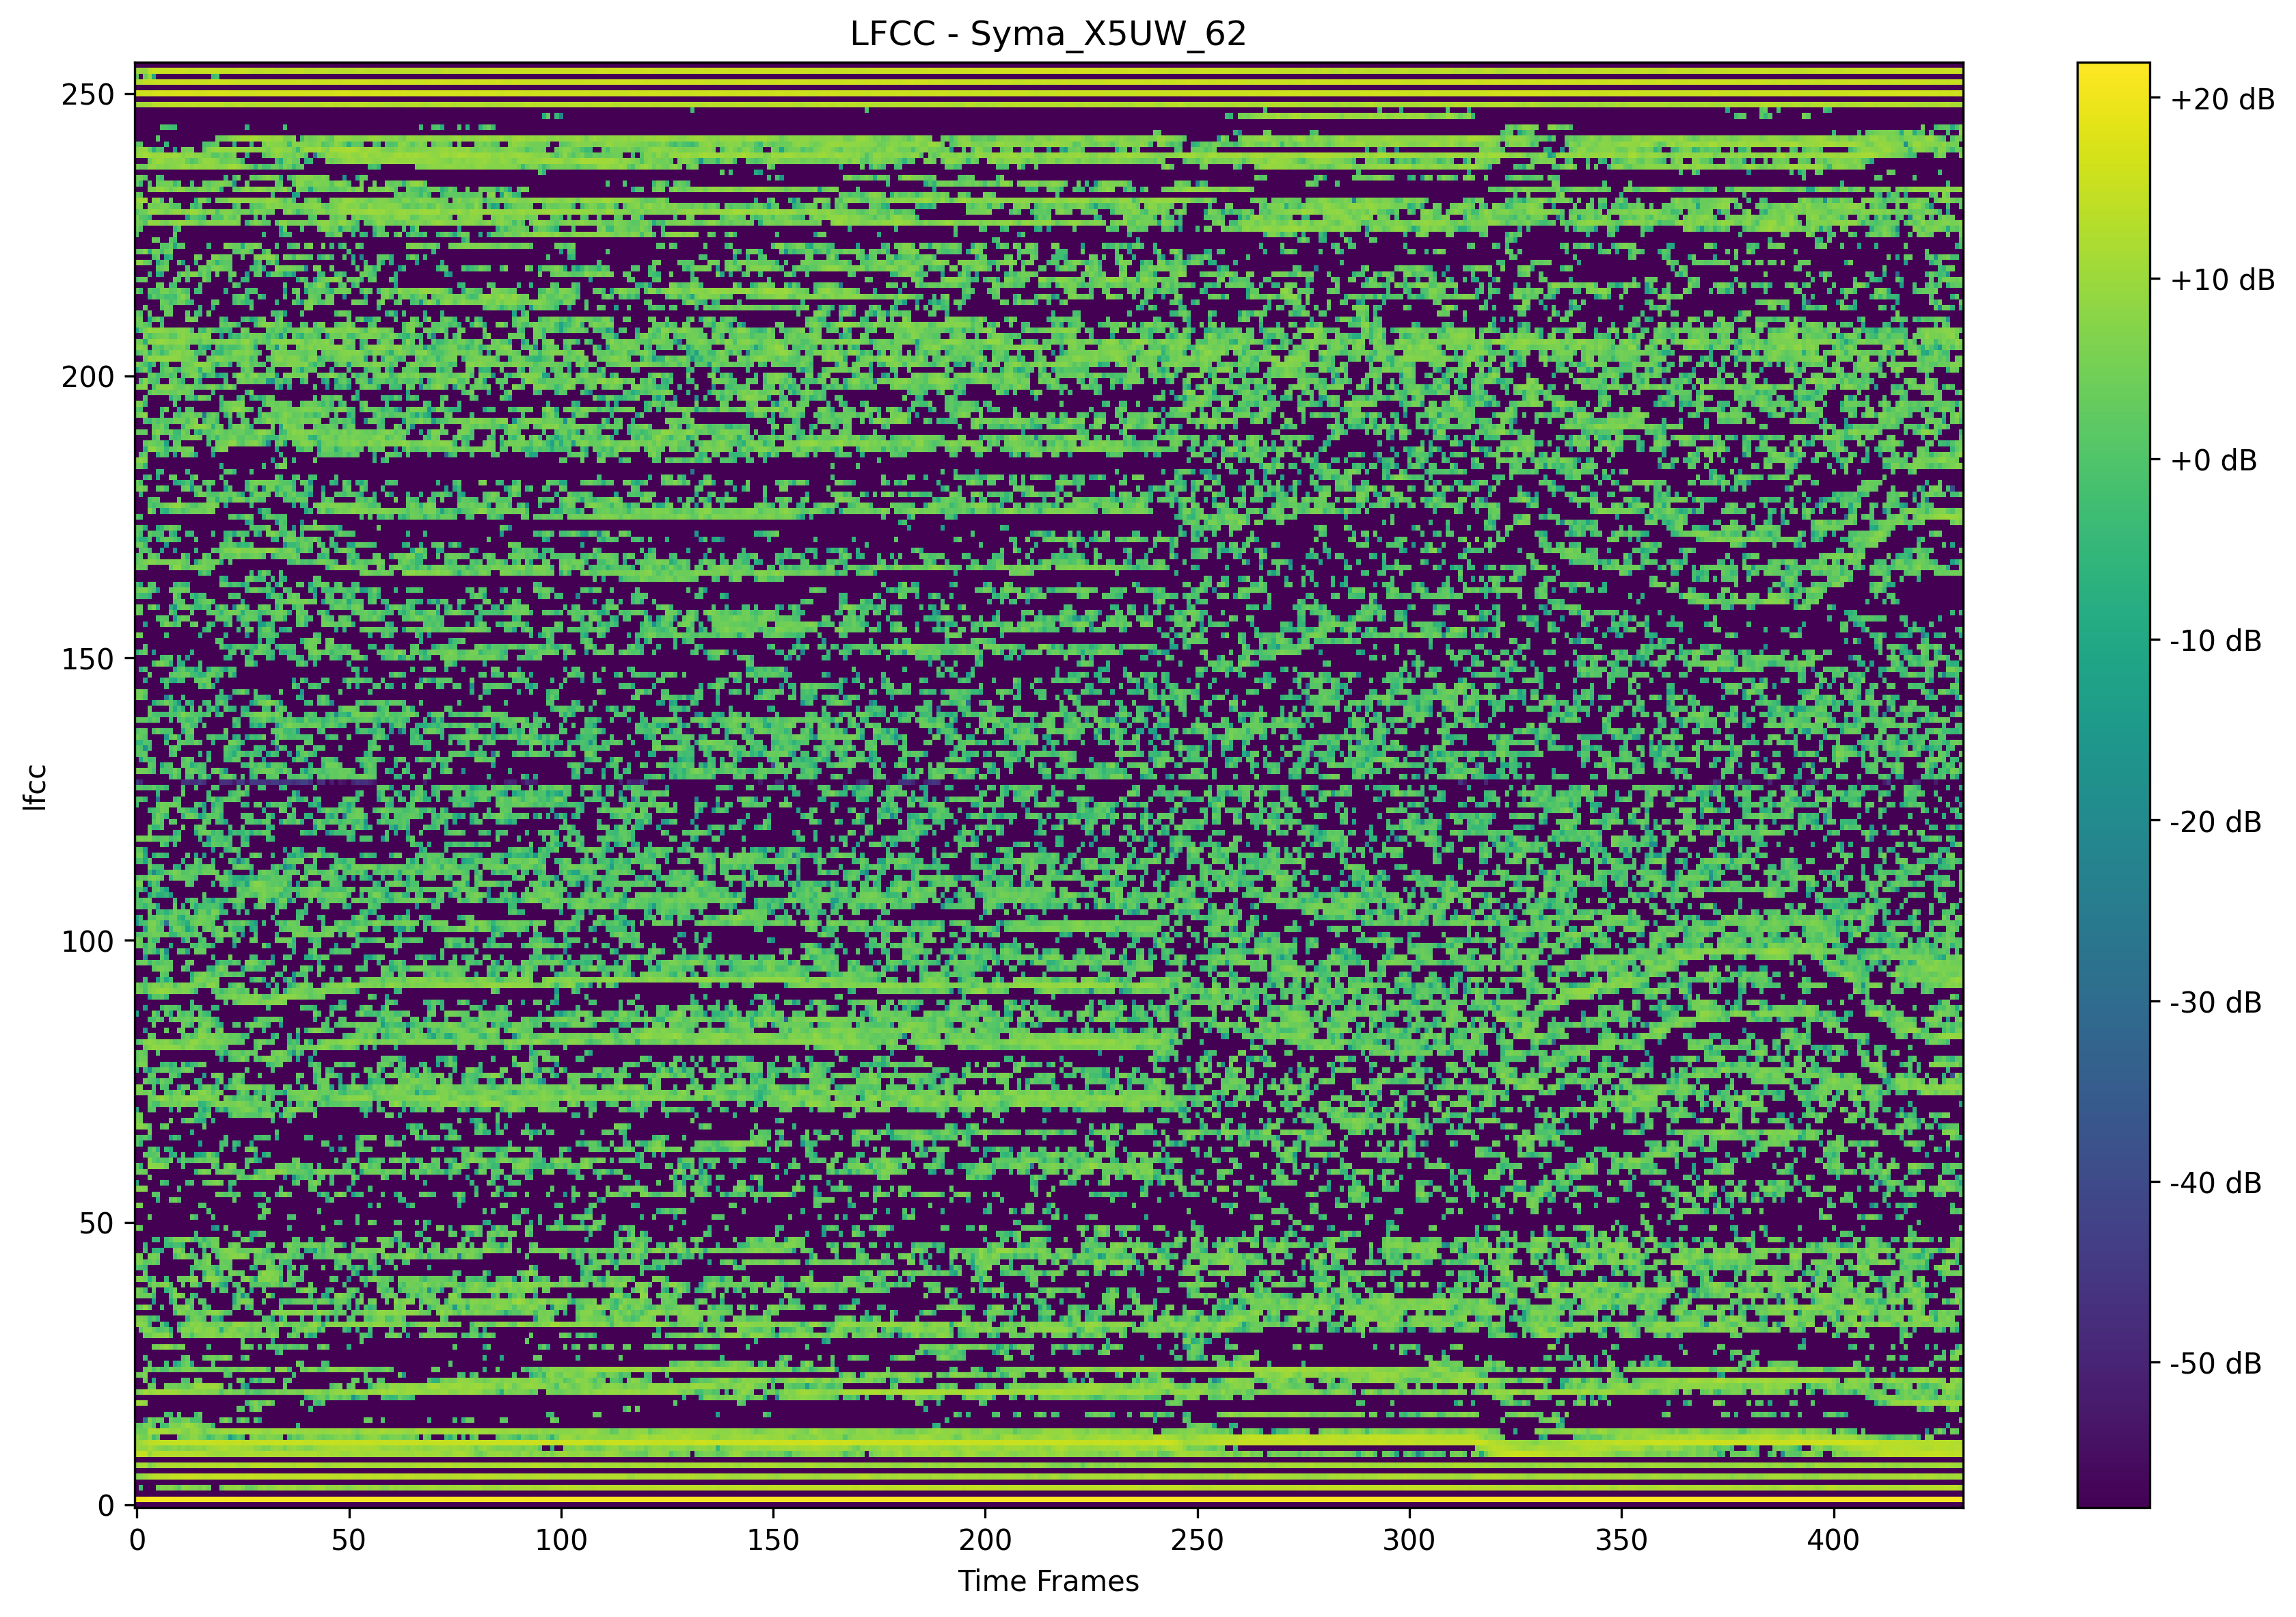 LFCC - Syma_X5UW_62
250
200
150
100
50
0
lfcc
0 50 100 150 200 250 300 350 400
Time Frames
+20 dB
+10 dB
+0 dB
-10 dB
-20 dB
-30 dB
-40 dB
-50 dB